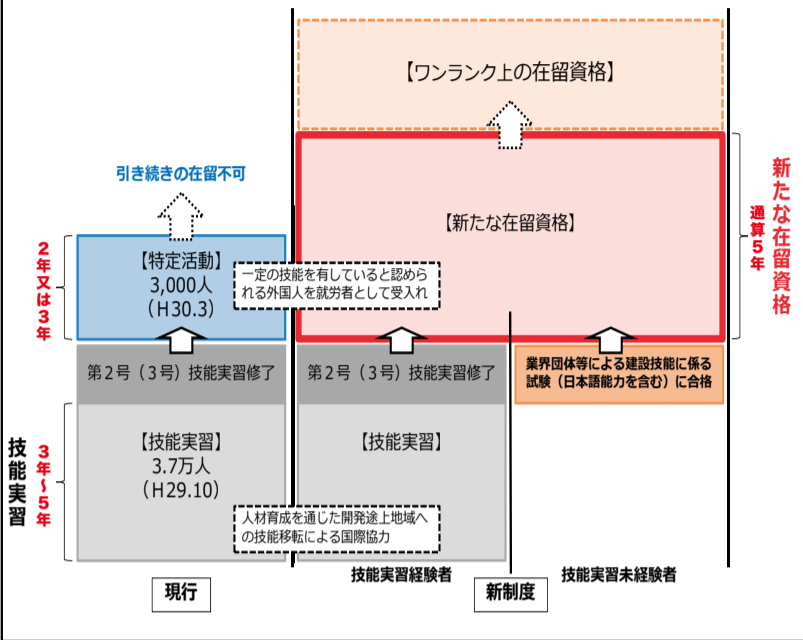 【ワンランク上の在留資格】
引き続きの在留不可
【新たな在留資格】
新たな在留資格
通算5年
2年又は3年
【特定活動】
3,000人
（H30.3）
一定の技能を有していると認めら
れる外国人を就労者として受入れ
第2号（3号）技能実習修了
第2号（3号）技能実習修了
業界団体等による建設技能に係る
試験（日本語能力を含む）に合格
技能実習
3年～5年
【技能実習】
3.7万人
（H29.10）
【技能実習】
人材育成を通じた開発途上地域へ
の技能移転による国際協力
技能実習経験者
技能実習未経験者
現行
新制度